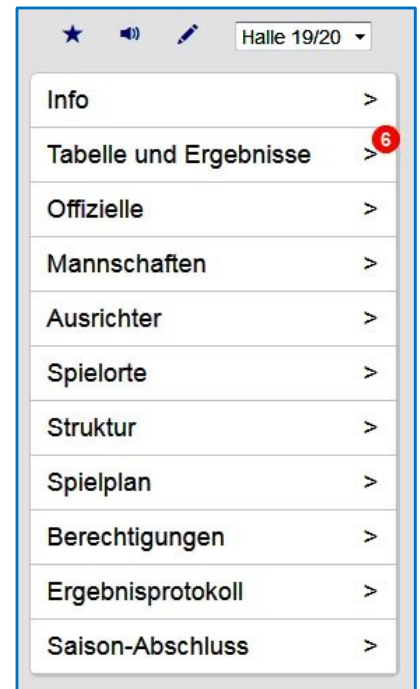 Halle 19/20
Info >
6
Tabelle und Ergebnisse >
Offizielle >
Mannschaften >
Ausrichter >
Spielorte >
Struktur >
Spielplan >
Berechtigungen >
Ergebnisprotokoll >
Saison-Abschluss >